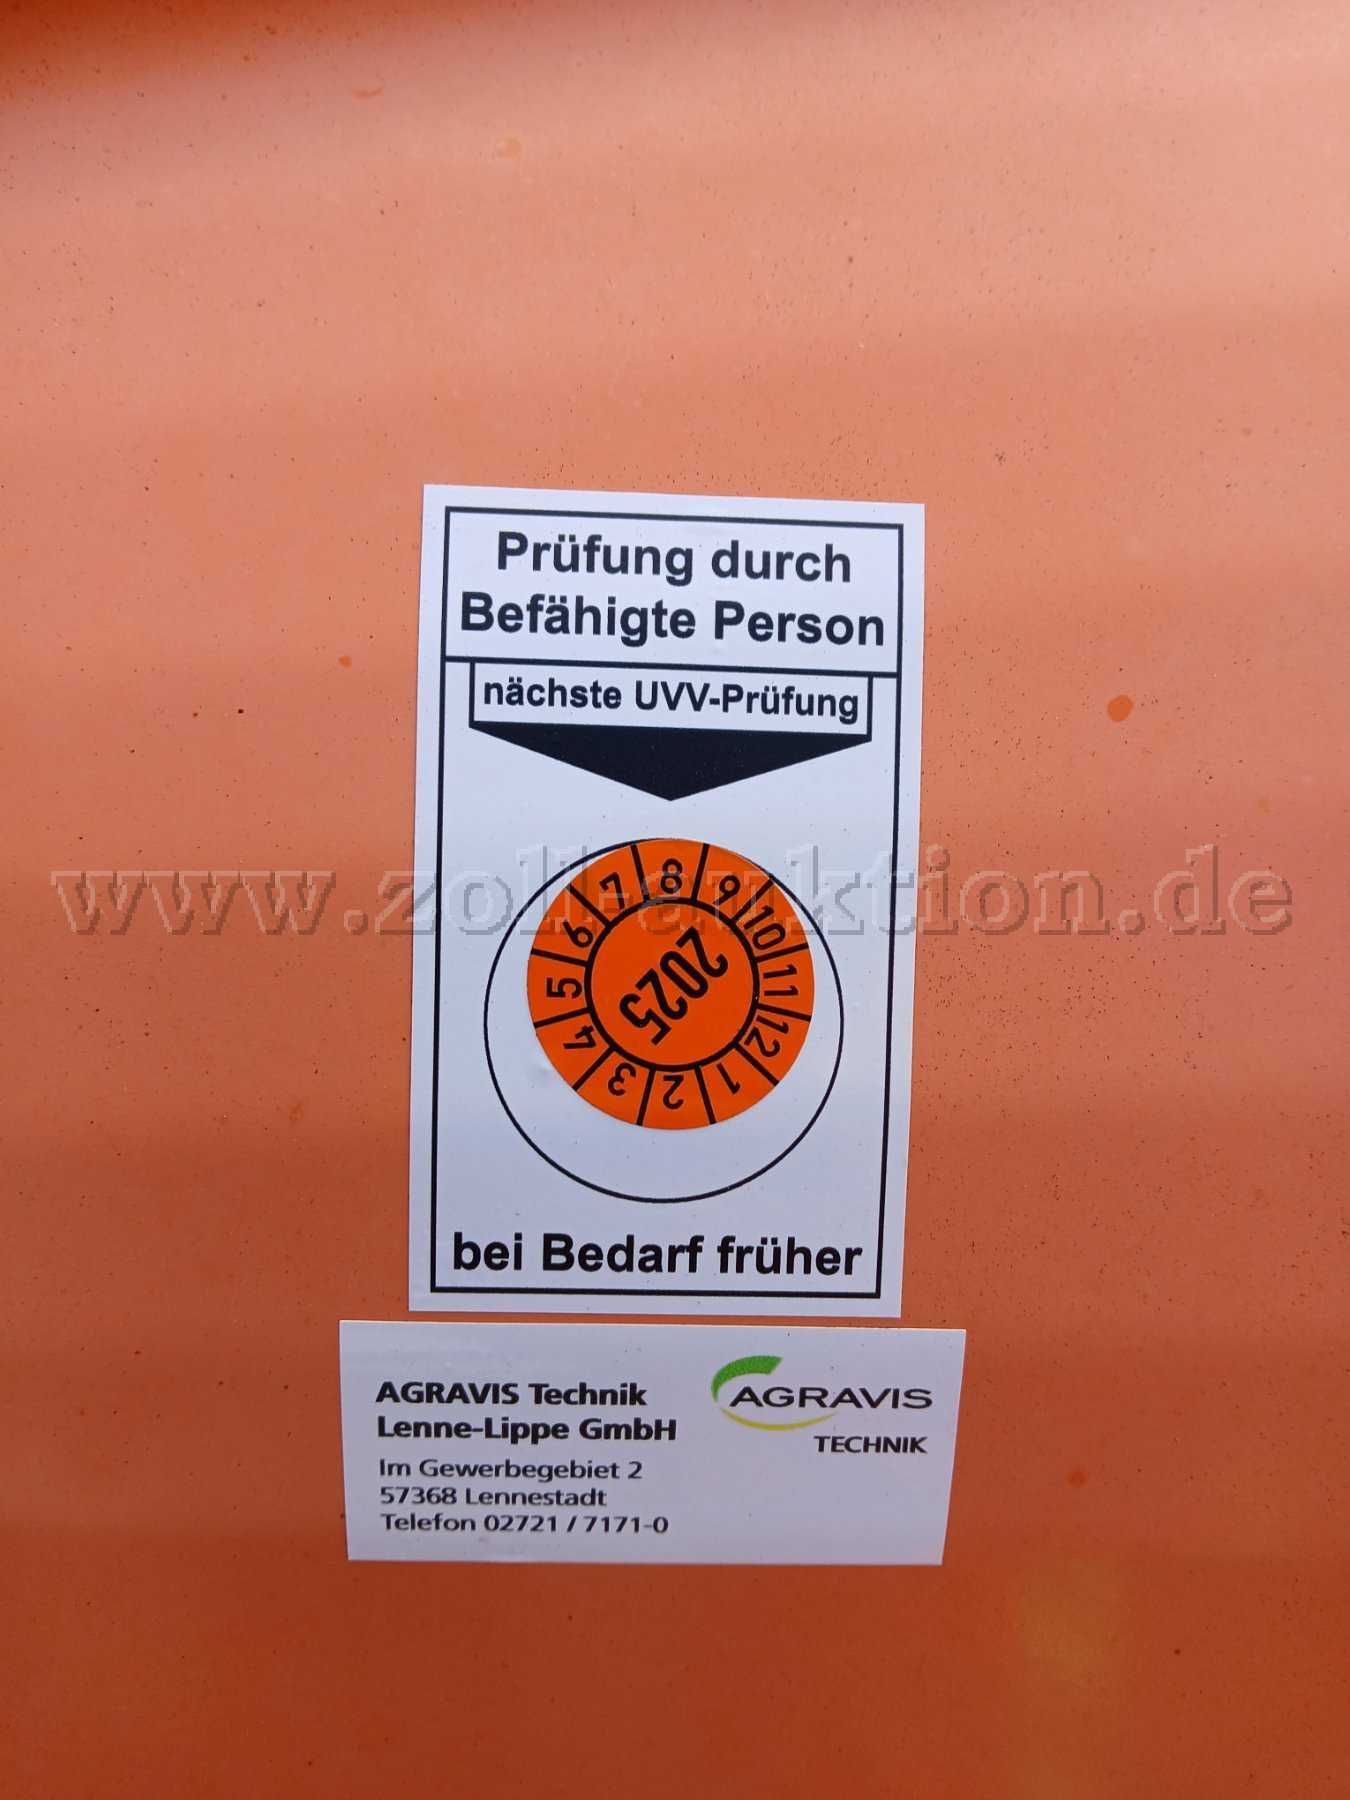 Prüfung durch
Befähigte Person
nächste UVV-Prüfung
www.zoll-auktion.de
7 8 9
6 10
5 2025 11
4 12
3 2 1
bei Bedarf früher
AGRAVIS Technik
Lenne-Lippe GmbH
Im Gewerbegebiet 2
57368 Lennestadt
Telefon 02721 / 7171-0
AGRAVIS
TECHNIK